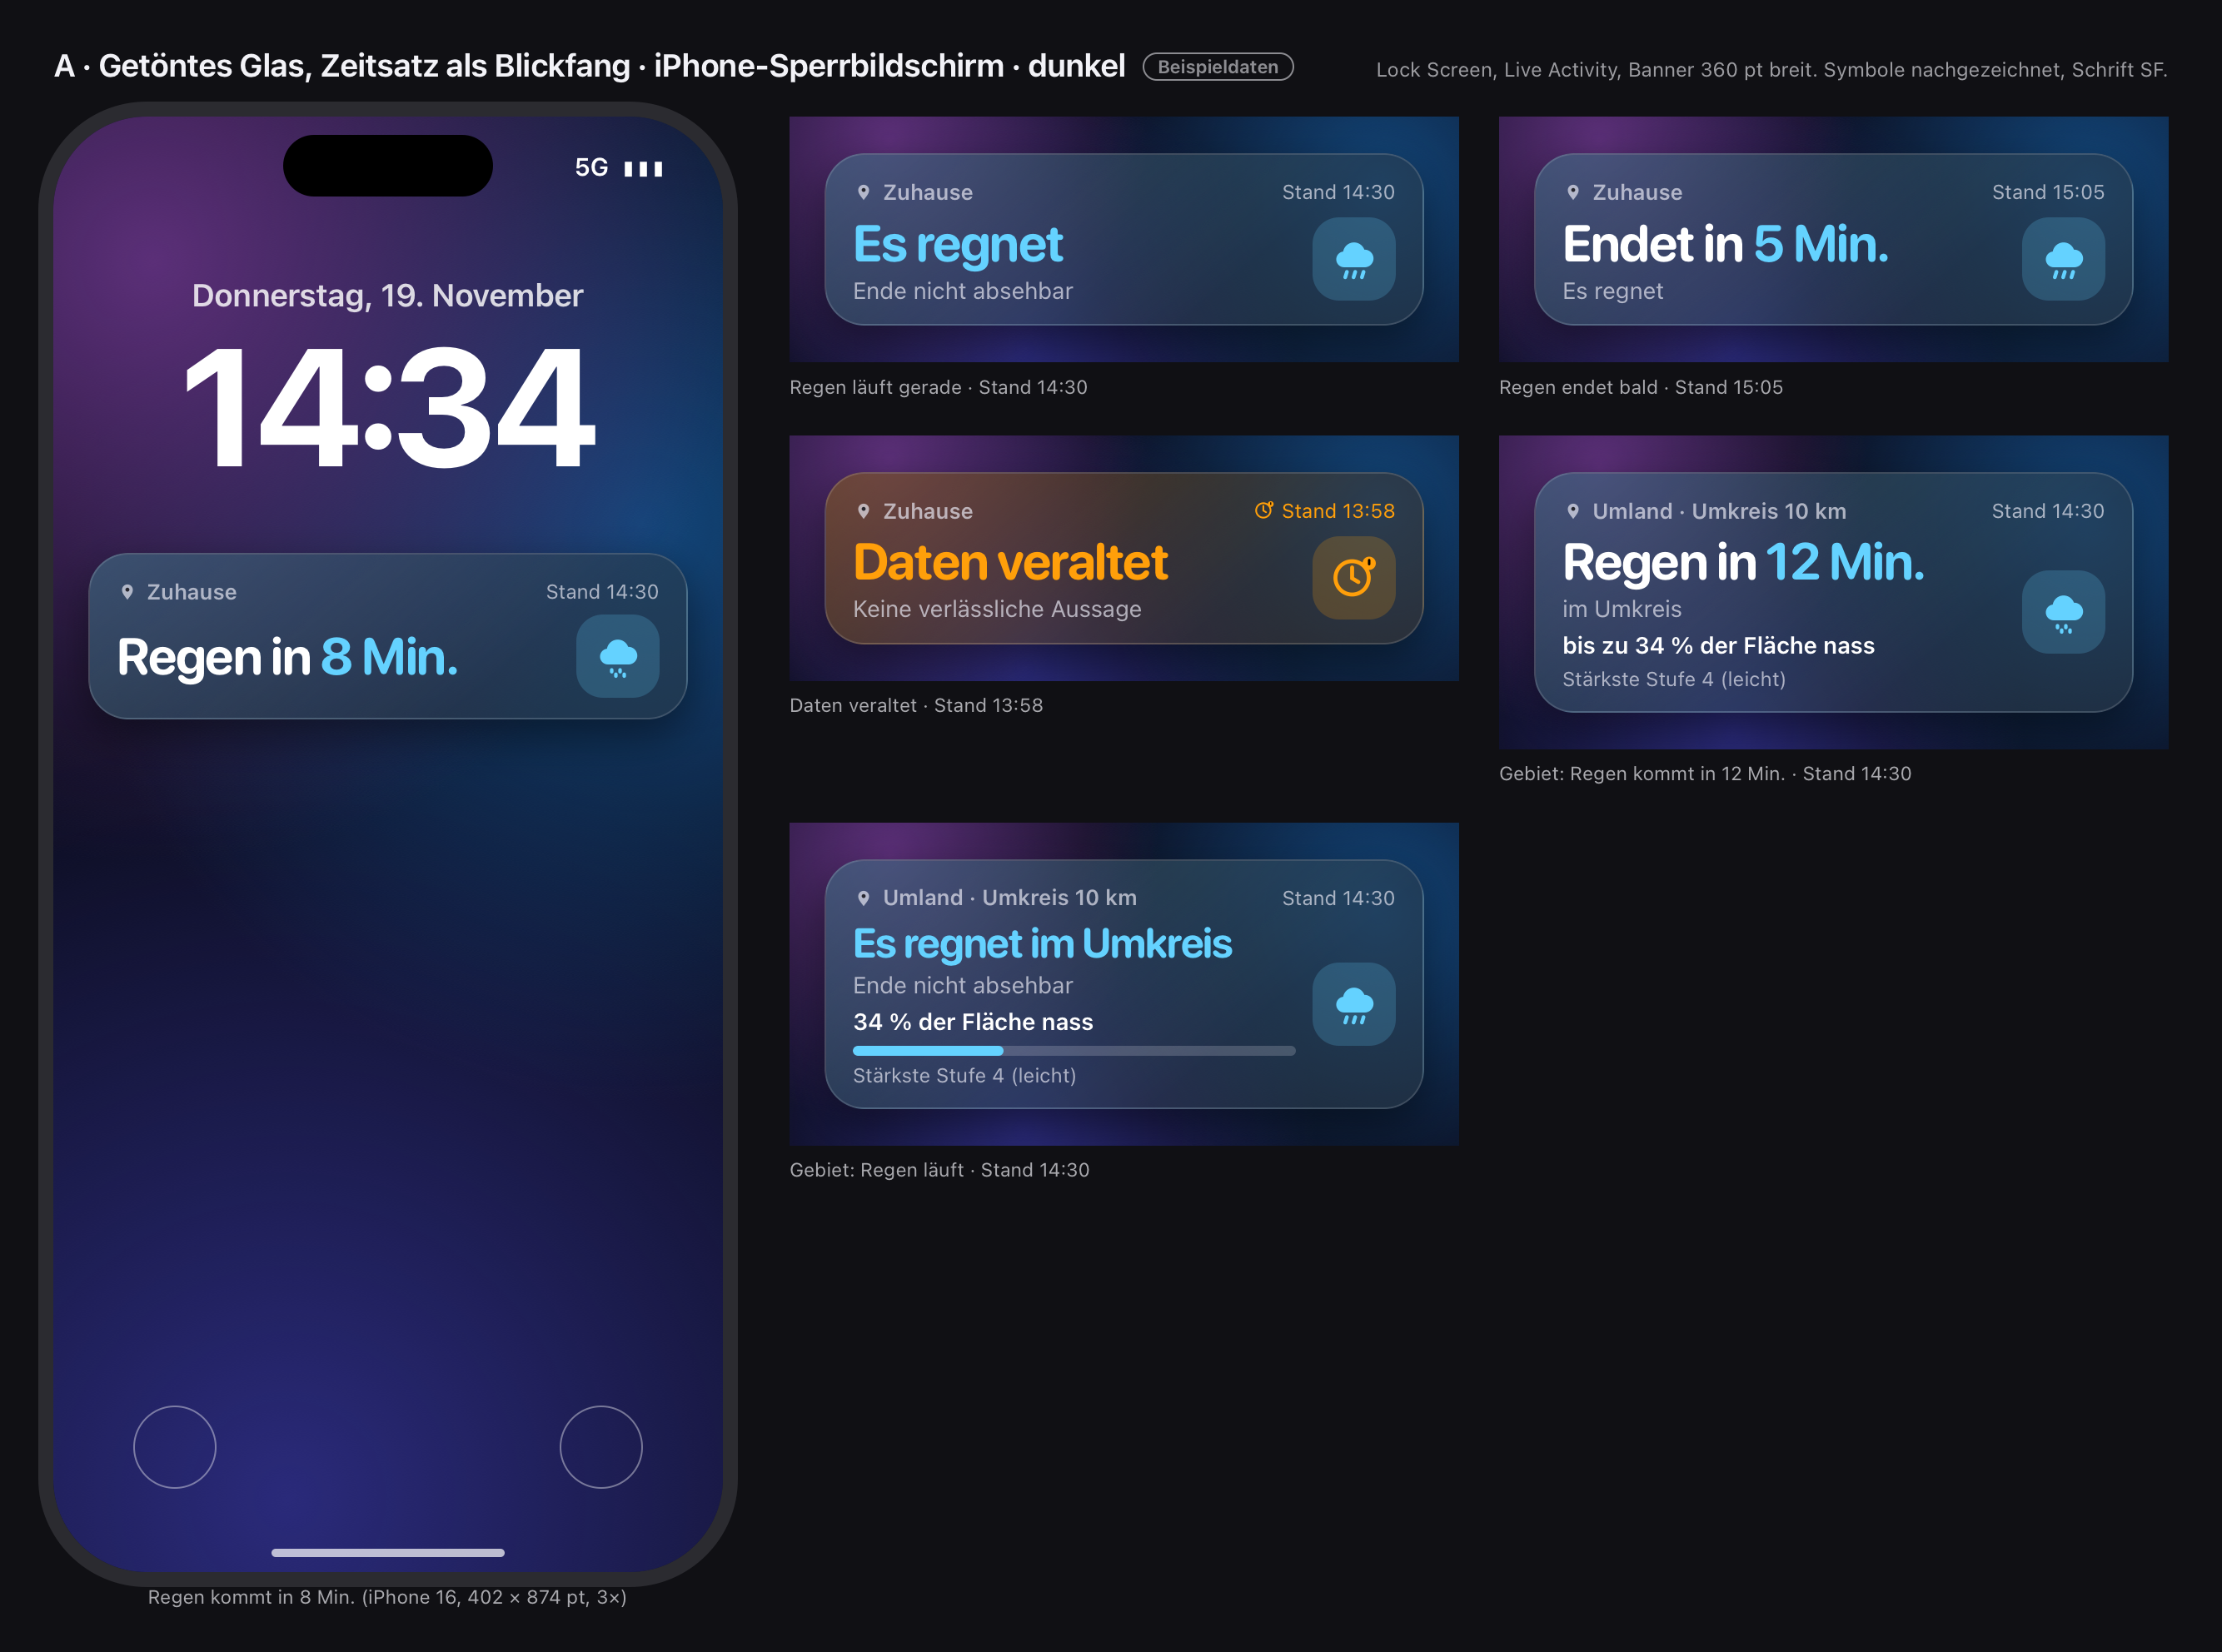 A · Getöntes Glas, Zeitsatz als Blickfang · iPhone-Sperrbildschirm · dunkel
Beispieldaten
Lock Screen, Live Activity, Banner 360 pt breit. Symbole nachgezeichnet, Schrift SF.
5G
Donnerstag, 19. November
14:34
Zuhause
Stand 14:30
Regen in 8 Min.
Regen kommt in 8 Min. (iPhone 16, 402 × 874 pt, 3×)
Zuhause
Stand 14:30
Es regnet
Ende nicht absehbar
Regen läuft gerade · Stand 14:30
Zuhause
Stand 15:05
Endet in 5 Min.
Es regnet
Regen endet bald · Stand 15:05
Zuhause
Stand 13:58
Daten veraltet
Keine verlässliche Aussage
Daten veraltet · Stand 13:58
Umland · Umkreis 10 km
Stand 14:30
Regen in 12 Min.
im Umkreis
bis zu 34 % der Fläche nass
Stärkste Stufe 4 (leicht)
Gebiet: Regen kommt in 12 Min. · Stand 14:30
Umland · Umkreis 10 km
Stand 14:30
Es regnet im Umkreis
Ende nicht absehbar
34 % der Fläche nass
Stärkste Stufe 4 (leicht)
Gebiet: Regen läuft · Stand 14:30